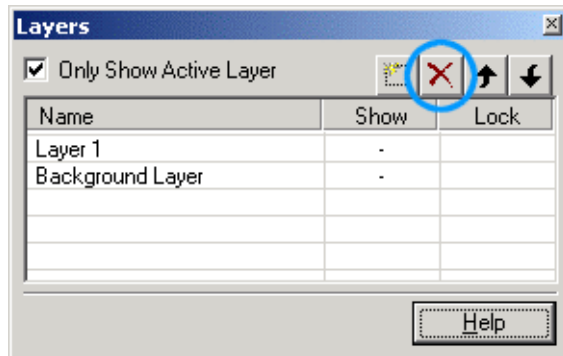 Layers
Only Show Active Layer
Name Show Lock
Layer 1 -
Background Layer -
Help